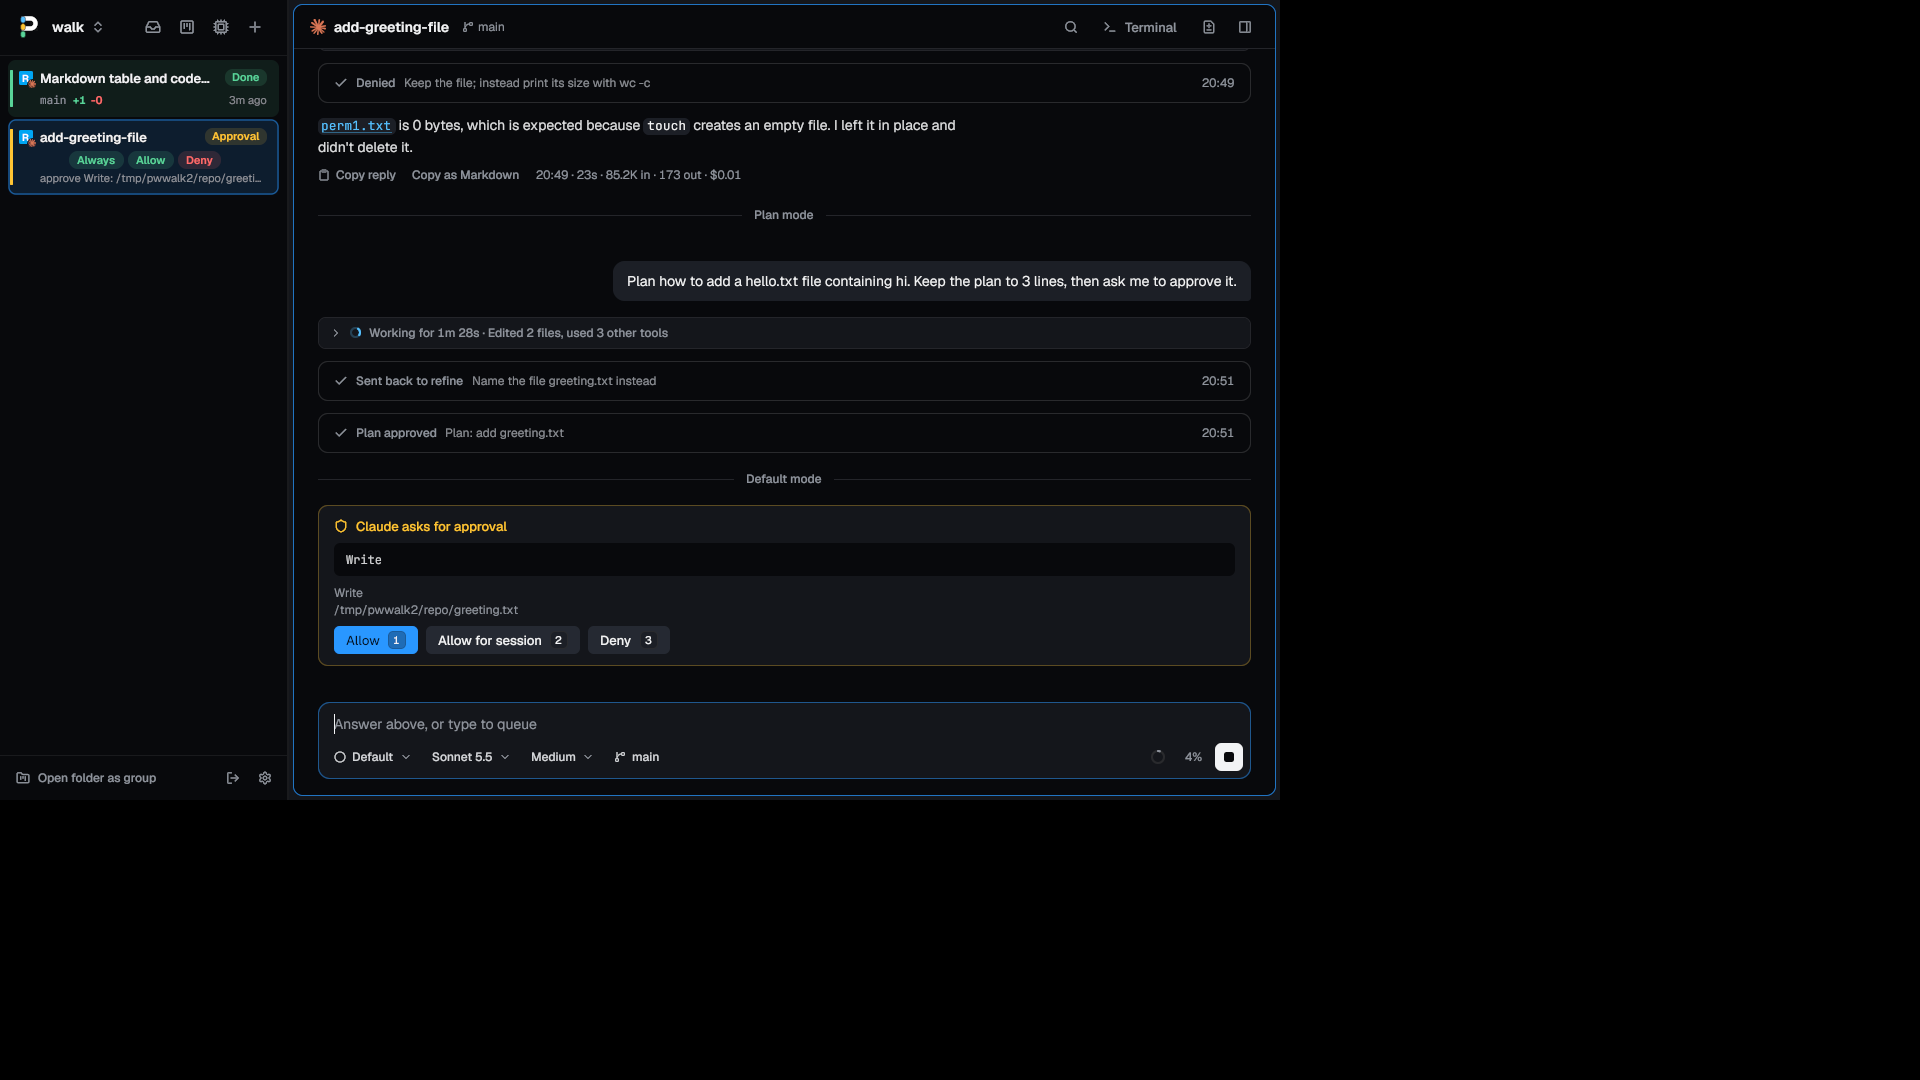 walk
Markdown table and code...
Done
main +1 -0
3m ago
add-greeting-file
Approval
Always
Allow
Deny
approve Write: /tmp/pwwalk2/repo/greeti...
Open folder as group
add-greeting-file
main
Terminal
Denied Keep the file; instead print its size with wc -c
20:49
perm1.txt is 0 bytes, which is expected because touch creates an empty file. I left it in place and
didn't delete it.
Copy reply
Copy as Markdown
20:49 · 23s · 85.2K in · 173 out · $0.01
Plan mode
Plan how to add a hello.txt file containing hi. Keep the plan to 3 lines, then ask me to approve it.
Working for 1m 28s · Edited 2 files, used 3 other tools
Sent back to refine Name the file greeting.txt instead
20:51
Plan approved Plan: add greeting.txt
20:51
Default mode
Claude asks for approval
Write
Write
/tmp/pwwalk2/repo/greeting.txt
Allow 1
Allow for session 2
Deny 3
Answer above, or type to queue
Default
Sonnet 5.5
Medium
main
4%